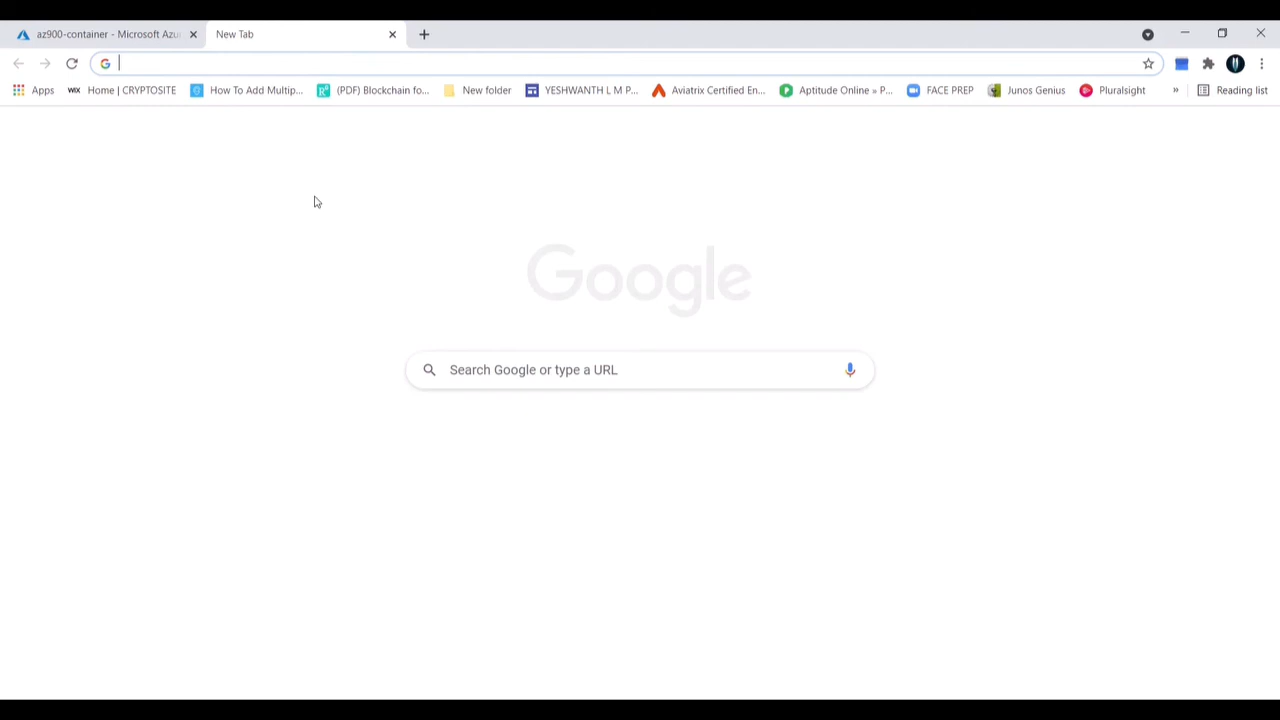 az900-container - Microsoft Azu
New Tab
Apps
WIX Home | CRYPTOSITE
How To Add Multip...
(PDF) Blockchain fo...
New folder
YESHWANTH L M P...
Aviatrix Certified En...
Aptitude Online » P...
FACE PREP
Junos Genius
Pluralsight
»
Reading list
Google
Search Google or type a URL